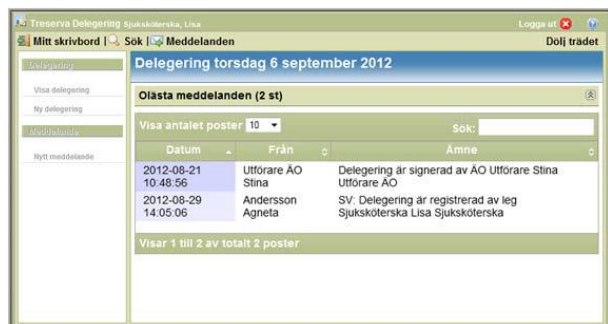 Treserva Delegering Sjuksköterska, Lisa
Logga ut
Mitt skrivbord | Sök | Meddelanden
Dölj trädet
Delegering
Visa delegering
Ny delegering
Meddelande
Nytt meddelande
Delegering torsdag 6 september 2012
Olästa meddelanden (2 st)
Visa antalet poster 10
Sök:
Datum Från Ämne
2012-08-21 Utförare ÄO Delegering är signerad av ÄO Utförare Stina
10:48:56 Stina Utförare ÄO
2012-08-29 Andersson SV: Delegering är registrerad av leg
14:05:06 Agneta Sjuksköterska Lisa Sjuksköterska
Visar 1 till 2 av totalt 2 poster